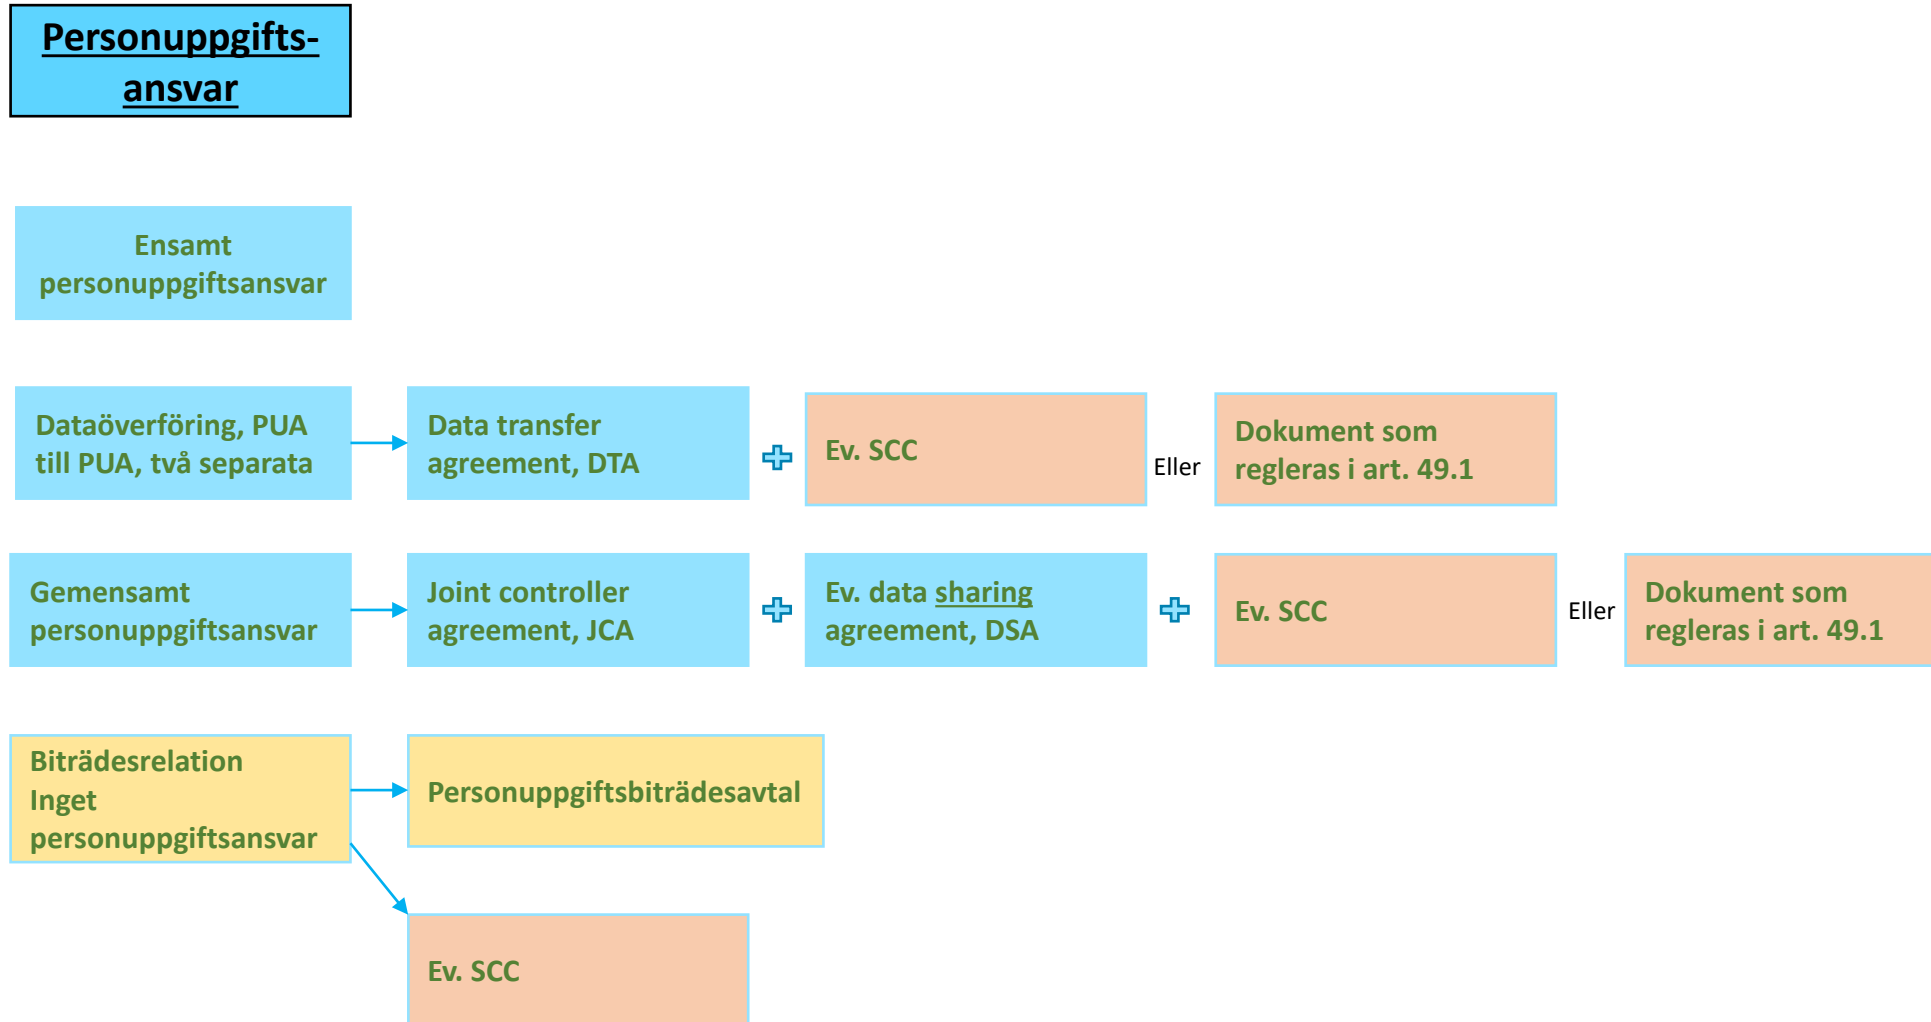 Personuppgifts-
ansvar
Ensamt
personuppgiftsansvar
Dataöverföring, PUA
till PUA, två separata
Data transfer
agreement, DTA
Ev. SCC
Eller
Dokument som
regleras i art. 49.1
Gemensamt
personuppgiftsansvar
Joint controller
agreement, JCA
Ev. data sharing
agreement, DSA
Ev. SCC
Eller
Dokument som
regleras i art. 49.1
Biträdesrelation
Inget
personuppgiftsansvar
Personuppgiftsbiträdesavtal
Ev. SCC